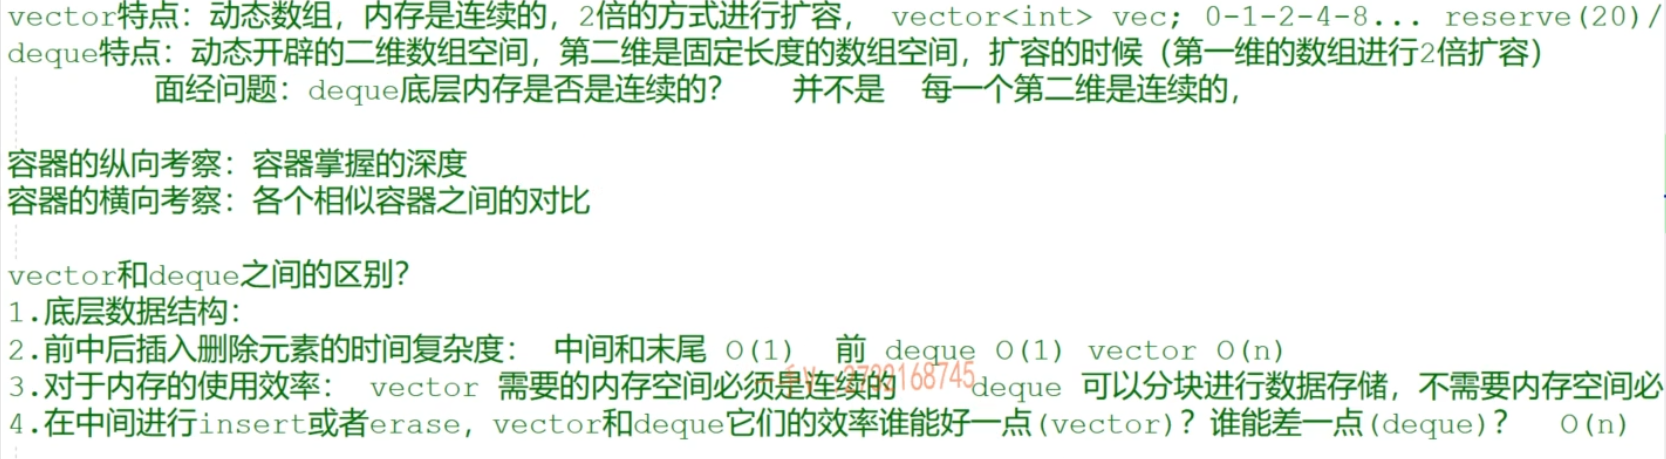 vector特点：动态数组，内存是连续的，2倍的方式进行扩容， vector<int> vec; 0-1-2-4-8... reserve(20)/
deque特点：动态开辟的二维数组空间，第二维是固定长度的数组空间，扩容的时候（第一维的数组进行2倍扩容）
面经问题：deque底层内存是否是连续的？ 并不是 每一个第二维是连续的，
容器的纵向考察：容器掌握的深度
容器的横向考察：各个相似容器之间的对比
vector和deque之间的区别？
1.底层数据结构：
2.前中后插入删除元素的时间复杂度： 中间和末尾 O(1) 前 deque O(1) vector O(n)
3.对于内存的使用效率： vector 需要的内存空间必须是连续的 deque 可以分块进行数据存储，不需要内存空间必
4.在中间进行insert或者erase，vector和deque它们的效率谁能好一点(vector)？谁能差一点(deque)？ O(n)